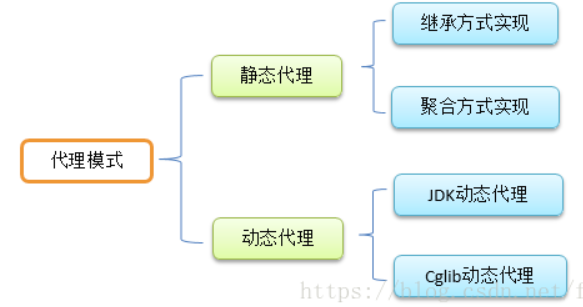 代理模式
静态代理
继承方式实现
聚合方式实现
动态代理
JDK动态代理
Cglib动态代理
https://blog.csdn.net/f